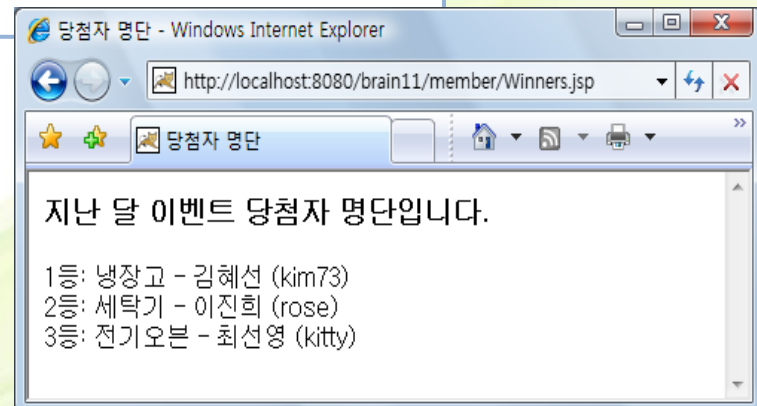 당첨자 명단 - Windows Internet Explorer
http://localhost:8080/brain11/member/Winners.jsp
당첨자 명단
지난 달 이벤트 당첨자 명단입니다.
1등: 냉장고 - 김혜선 (kim73)
2등: 세탁기 - 이진희 (rose)
3등: 전기오븐 - 최선영 (kitty)